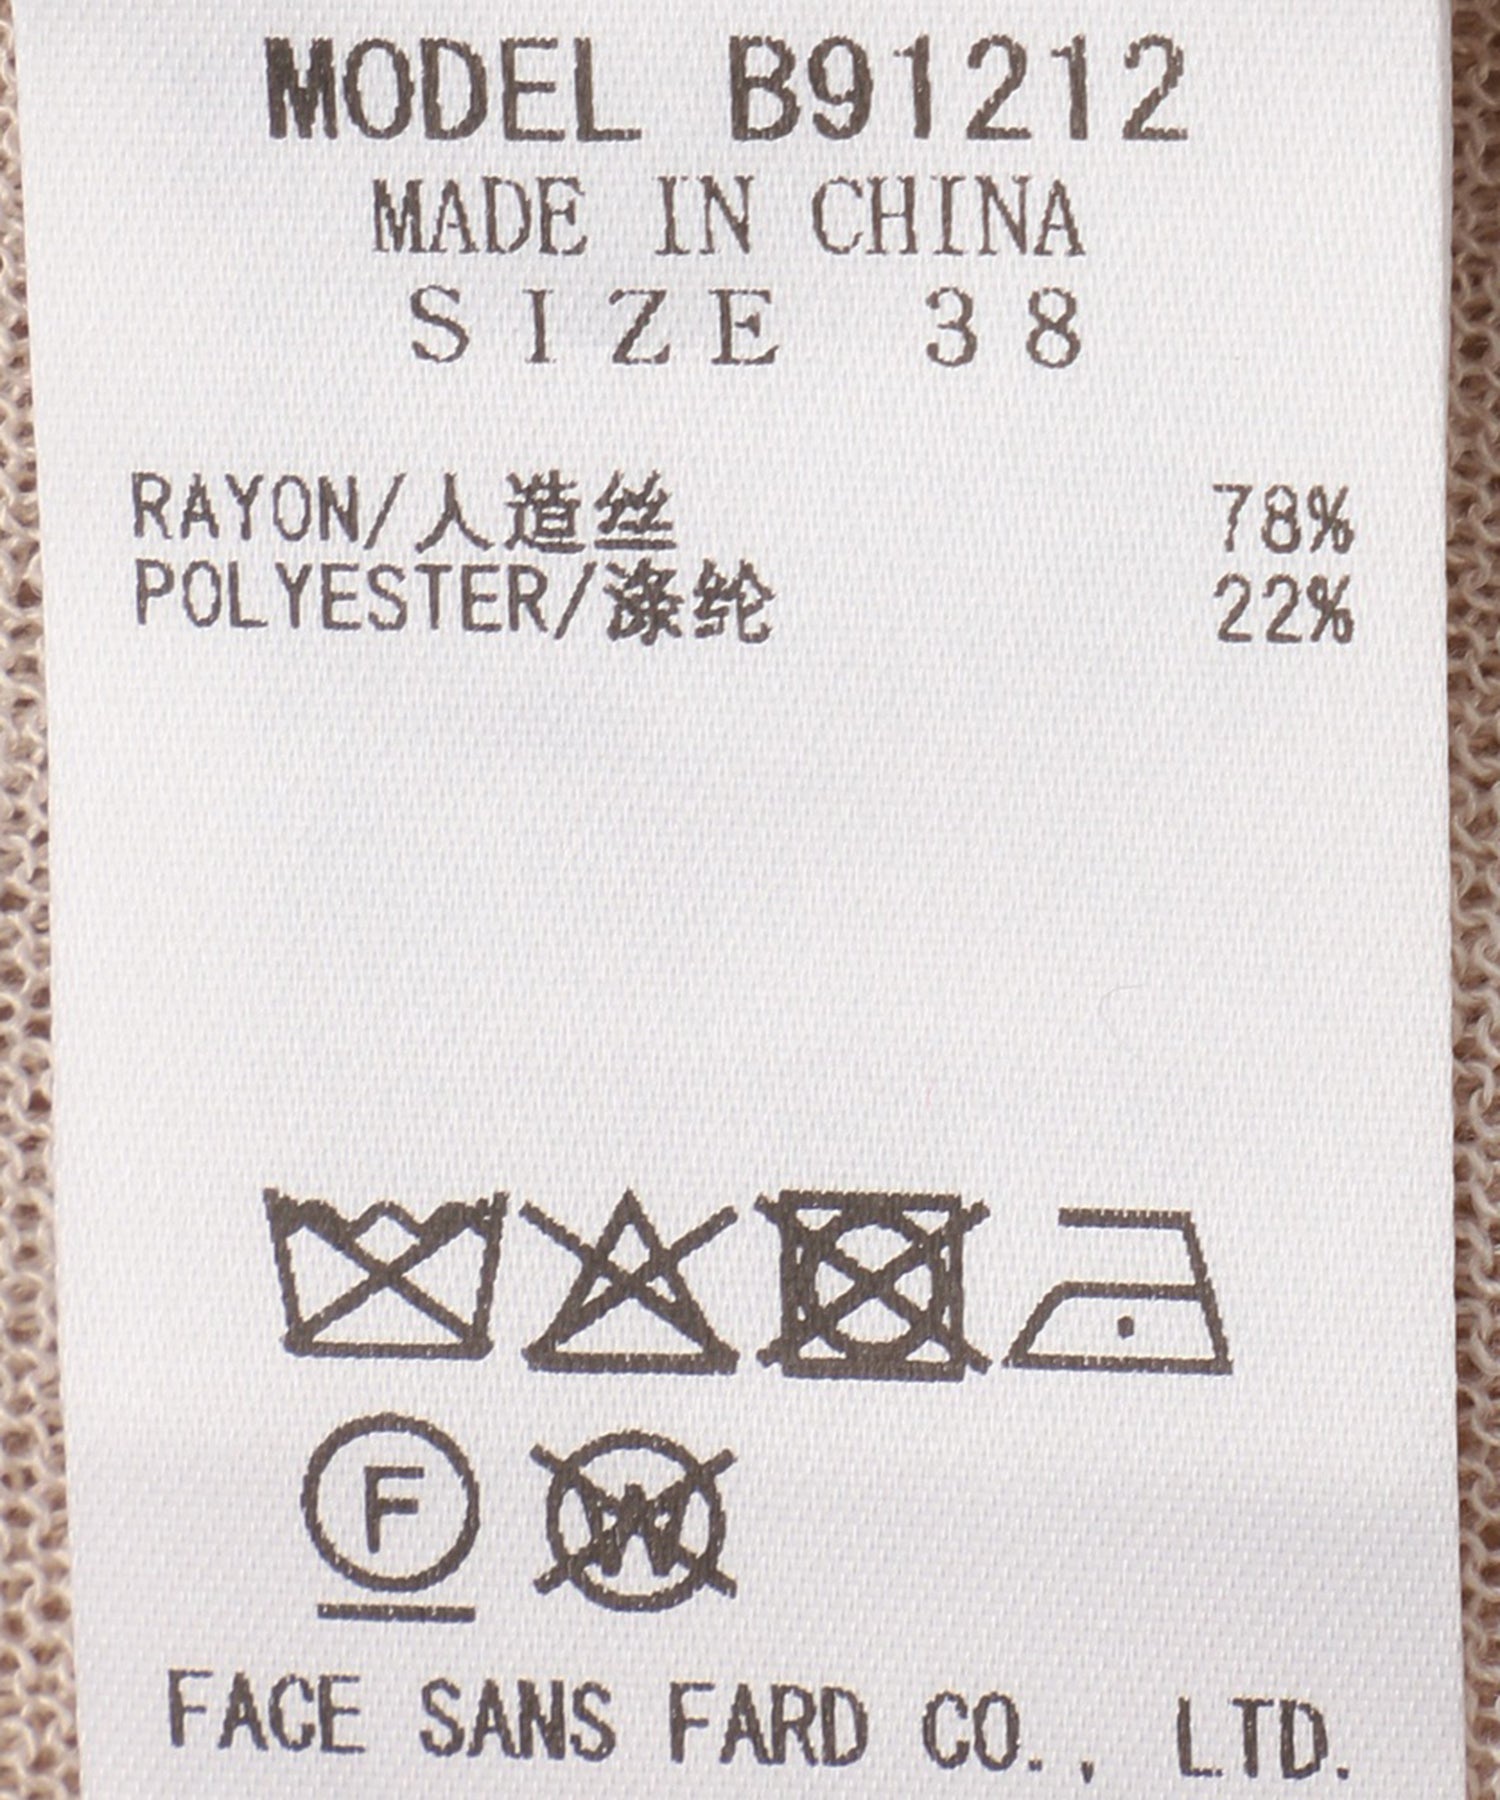 MODEL B91212
MADE IN CHINA
SIZE 38
RAYON/人造丝 78%
POLYESTER/涤纶 22%
F
W
FACE SANS FARD CO., LTD.